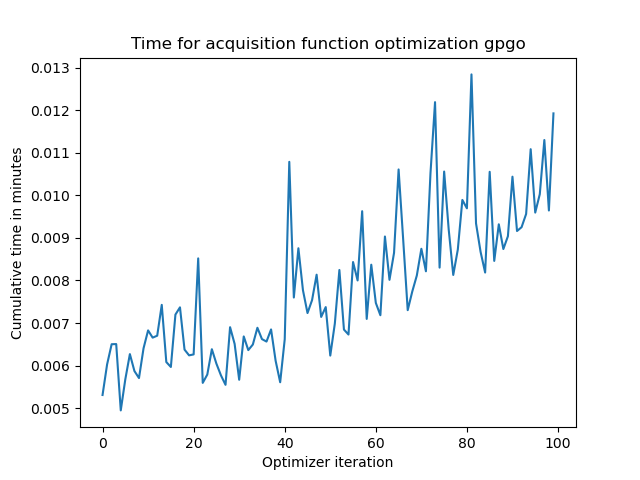 Time for acquisition function optimization gpgo
0.013
0.012
0.011
0.010
0.009
0.008
0.007
0.006
0.005
Cumulative time in minutes
0 20 40 60 80 100
Optimizer iteration